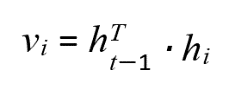 v_i = h_{t-1}^T · h_i